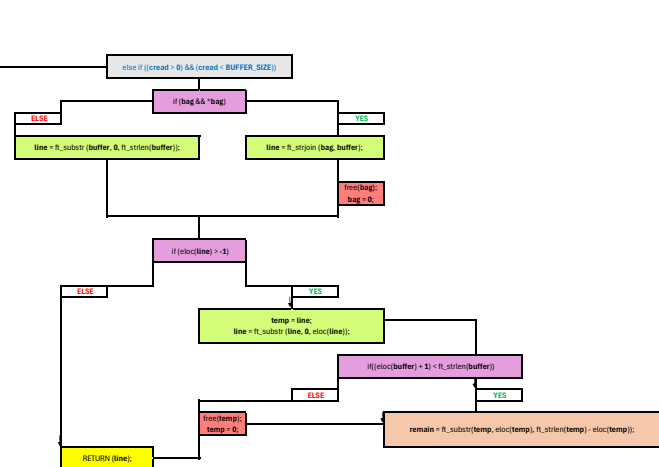 else if ((cread > 0) && (cread < BUFFER_SIZE))
if (bag && *bag)
ELSE
YES
line = ft_substr (buffer, 0, ft_strlen(buffer));
line = ft_strjoin (bag, buffer);
free(bag);
bag = 0;
if (eloc(line) > -1)
ELSE
YES
temp = line;
line = ft_substr (line, 0, eloc(line));
if((eloc(buffer) + 1) < ft_strlen(buffer))
ELSE
YES
free(temp);
temp = 0;
remain = ft_substr(temp, eloc(temp), ft_strlen(temp) - eloc(temp));
RETURN (line);